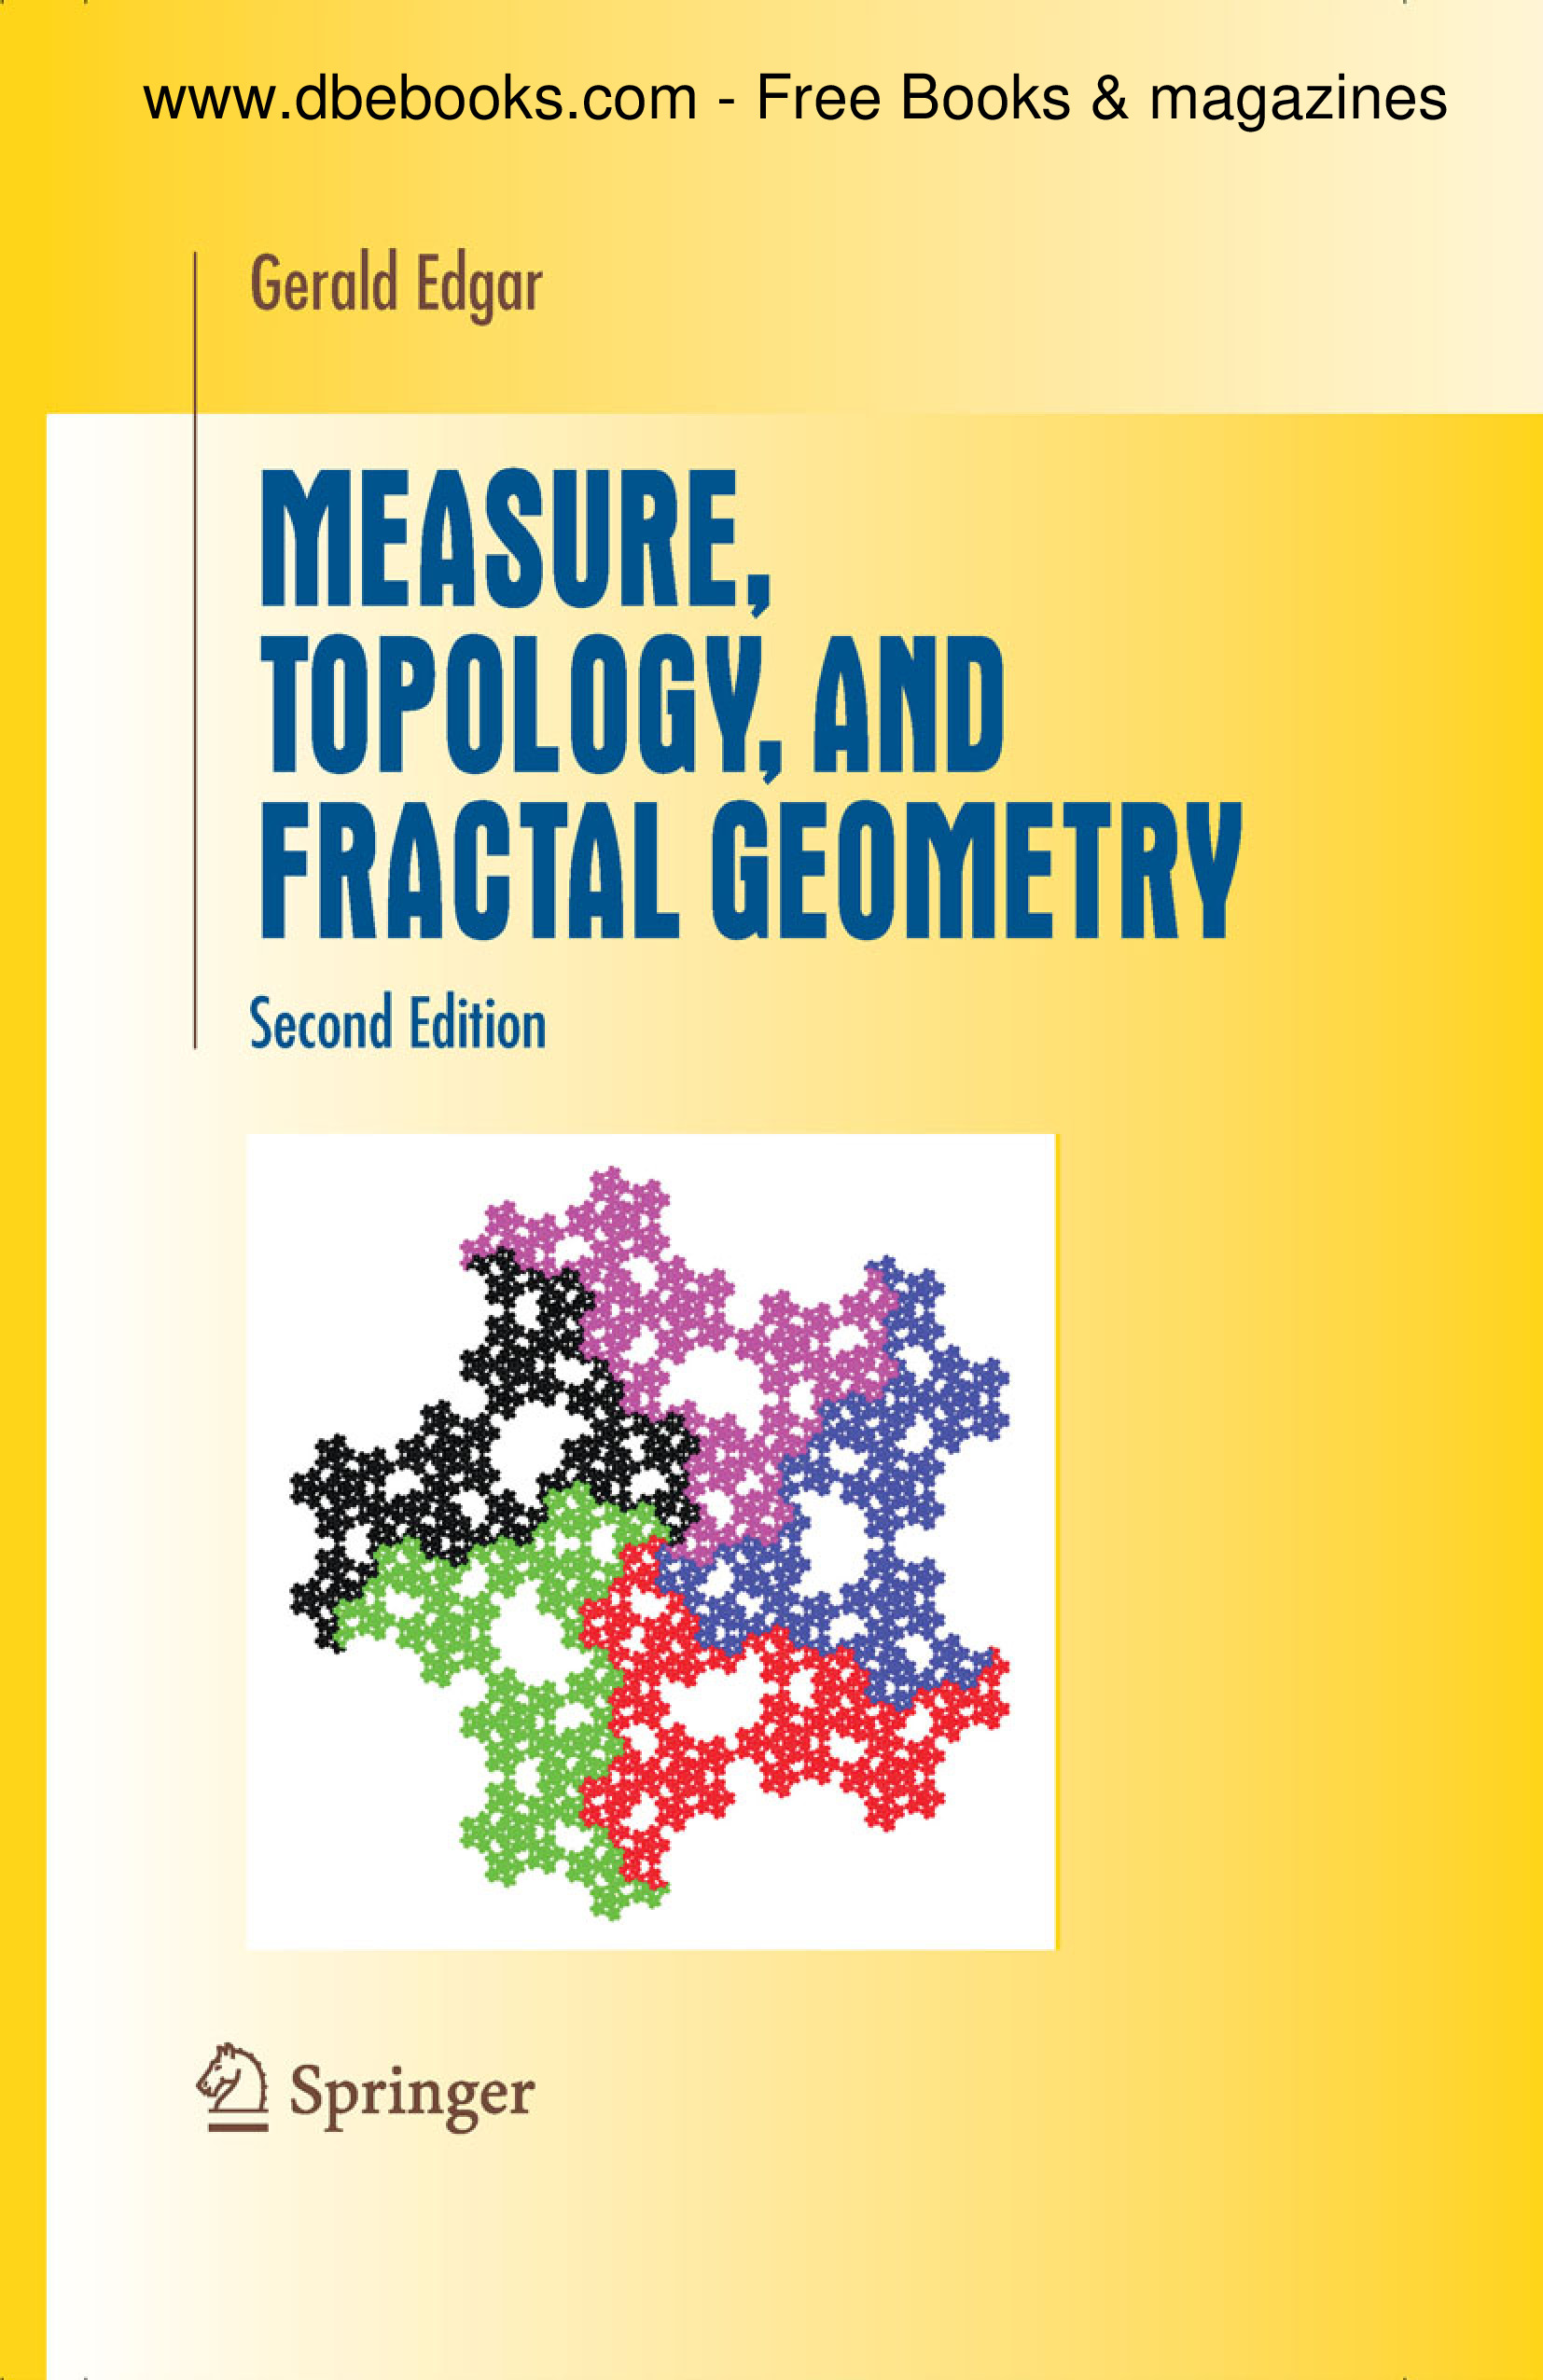 www.dbebooks.com - Free Books & magazines
Gerald Edgar
MEASURE,
TOPOLOGY, AND
FRACTAL GEOMETRY
Second Edition
Springer